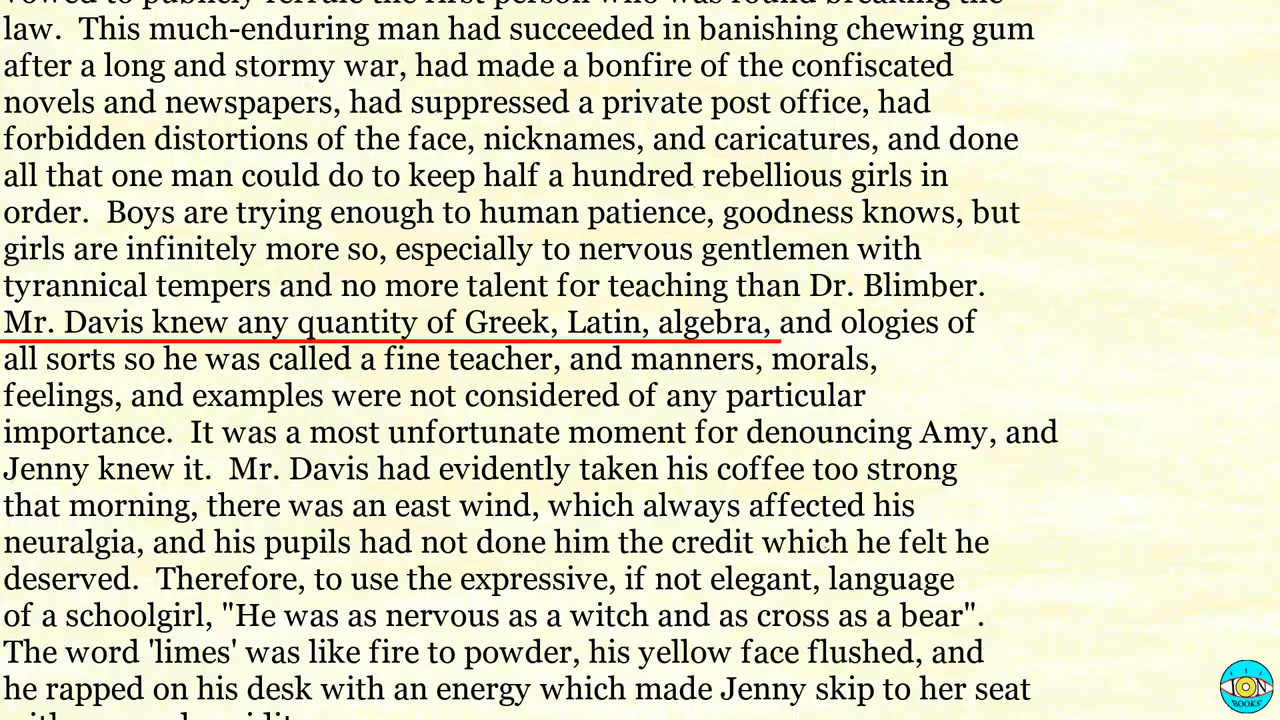 vowed to publicly ferrule the first person who was found breaking the
law.  This much-enduring man had succeeded in banishing chewing gum
after a long and stormy war, had made a bonfire of the confiscated
novels and newspapers, had suppressed a private post office, had
forbidden distortions of the face, nicknames, and caricatures, and done
all that one man could do to keep half a hundred rebellious girls in
order.  Boys are trying enough to human patience, goodness knows, but
girls are infinitely more so, especially to nervous gentlemen with
tyrannical tempers and no more talent for teaching than Dr. Blimber.
Mr. Davis knew any quantity of Greek, Latin, algebra, and ologies of
all sorts so he was called a fine teacher, and manners, morals,
feelings, and examples were not considered of any particular
importance.  It was a most unfortunate moment for denouncing Amy, and
Jenny knew it.  Mr. Davis had evidently taken his coffee too strong
that morning, there was an east wind, which always affected his
neuralgia, and his pupils had not done him the credit which he felt he
deserved.  Therefore, to use the expressive, if not elegant, language
of a schoolgirl, "He was as nervous as a witch and as cross as a bear".
The word 'limes' was like fire to powder, his yellow face flushed, and
he rapped on his desk with an energy which made Jenny skip to her seat
ION
BOOKS